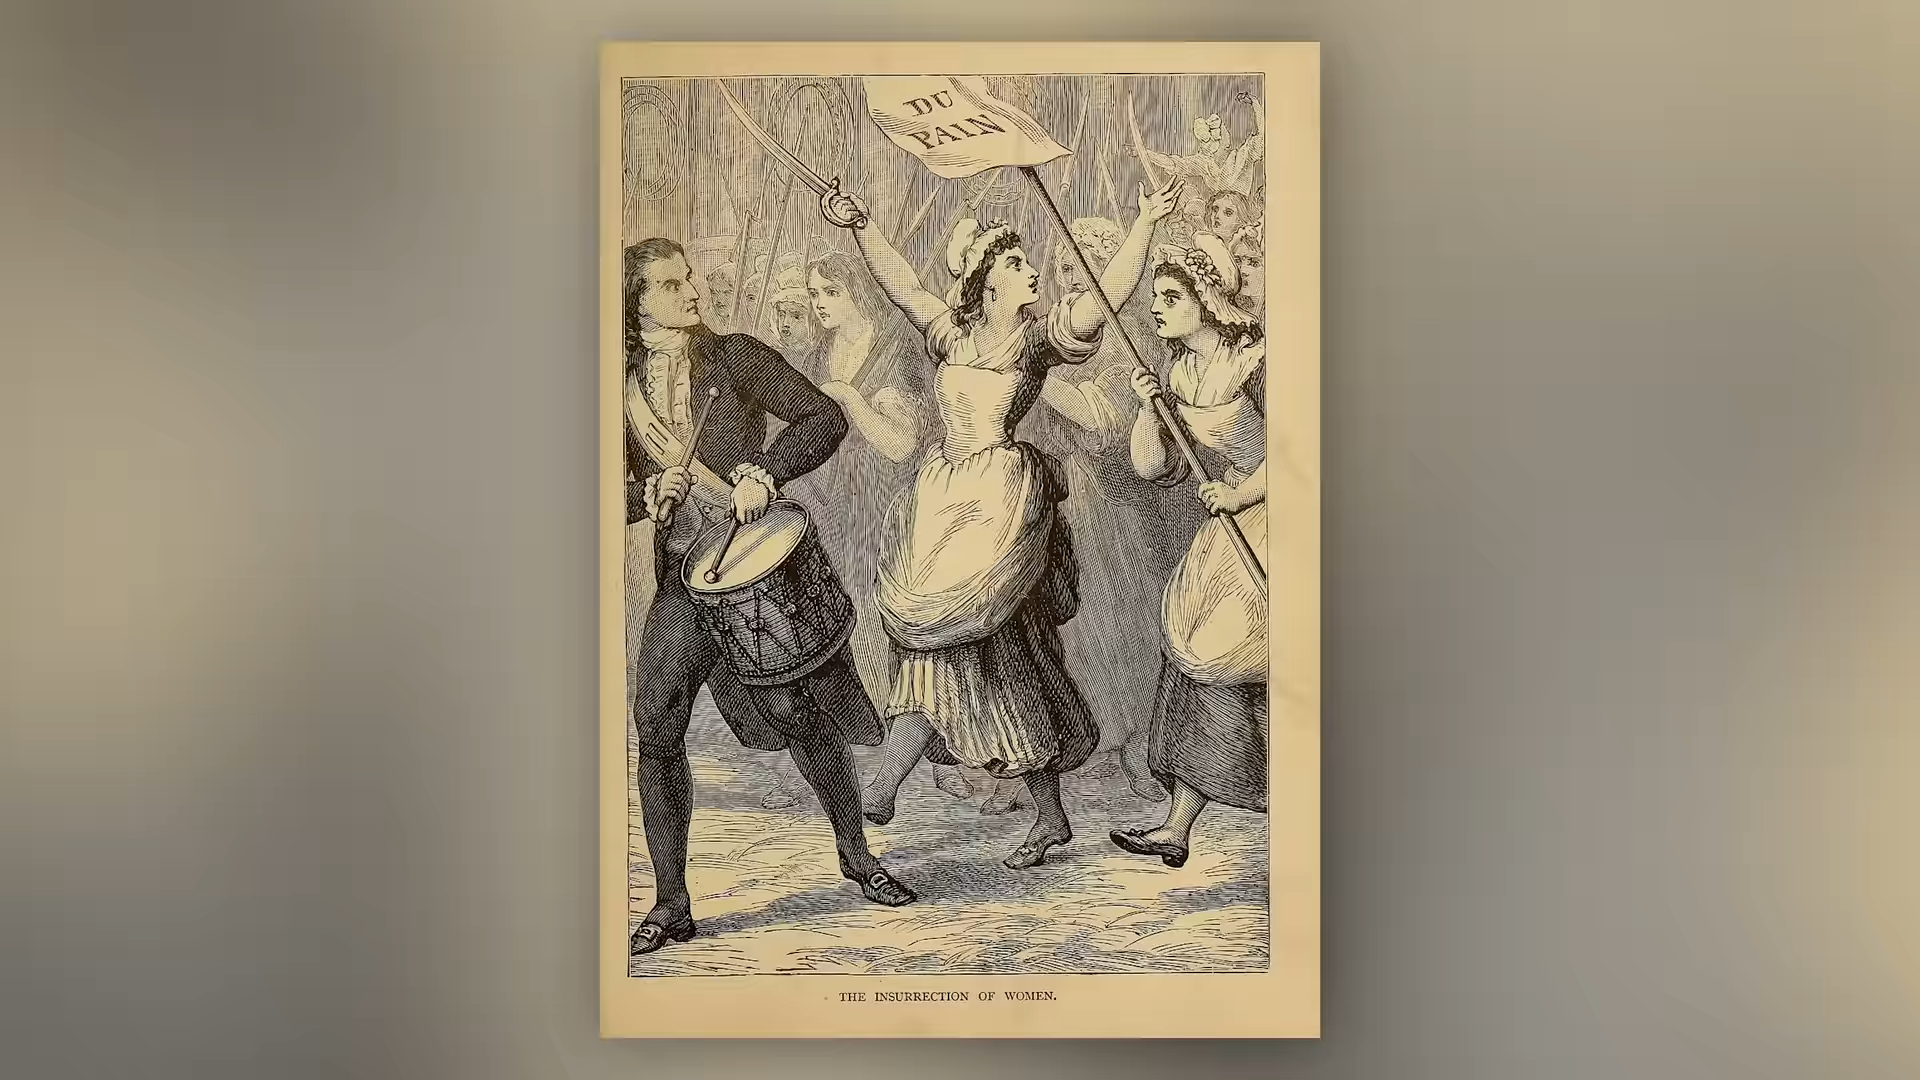 DU
PAIN
THE INSURRECTION OF WOMEN.